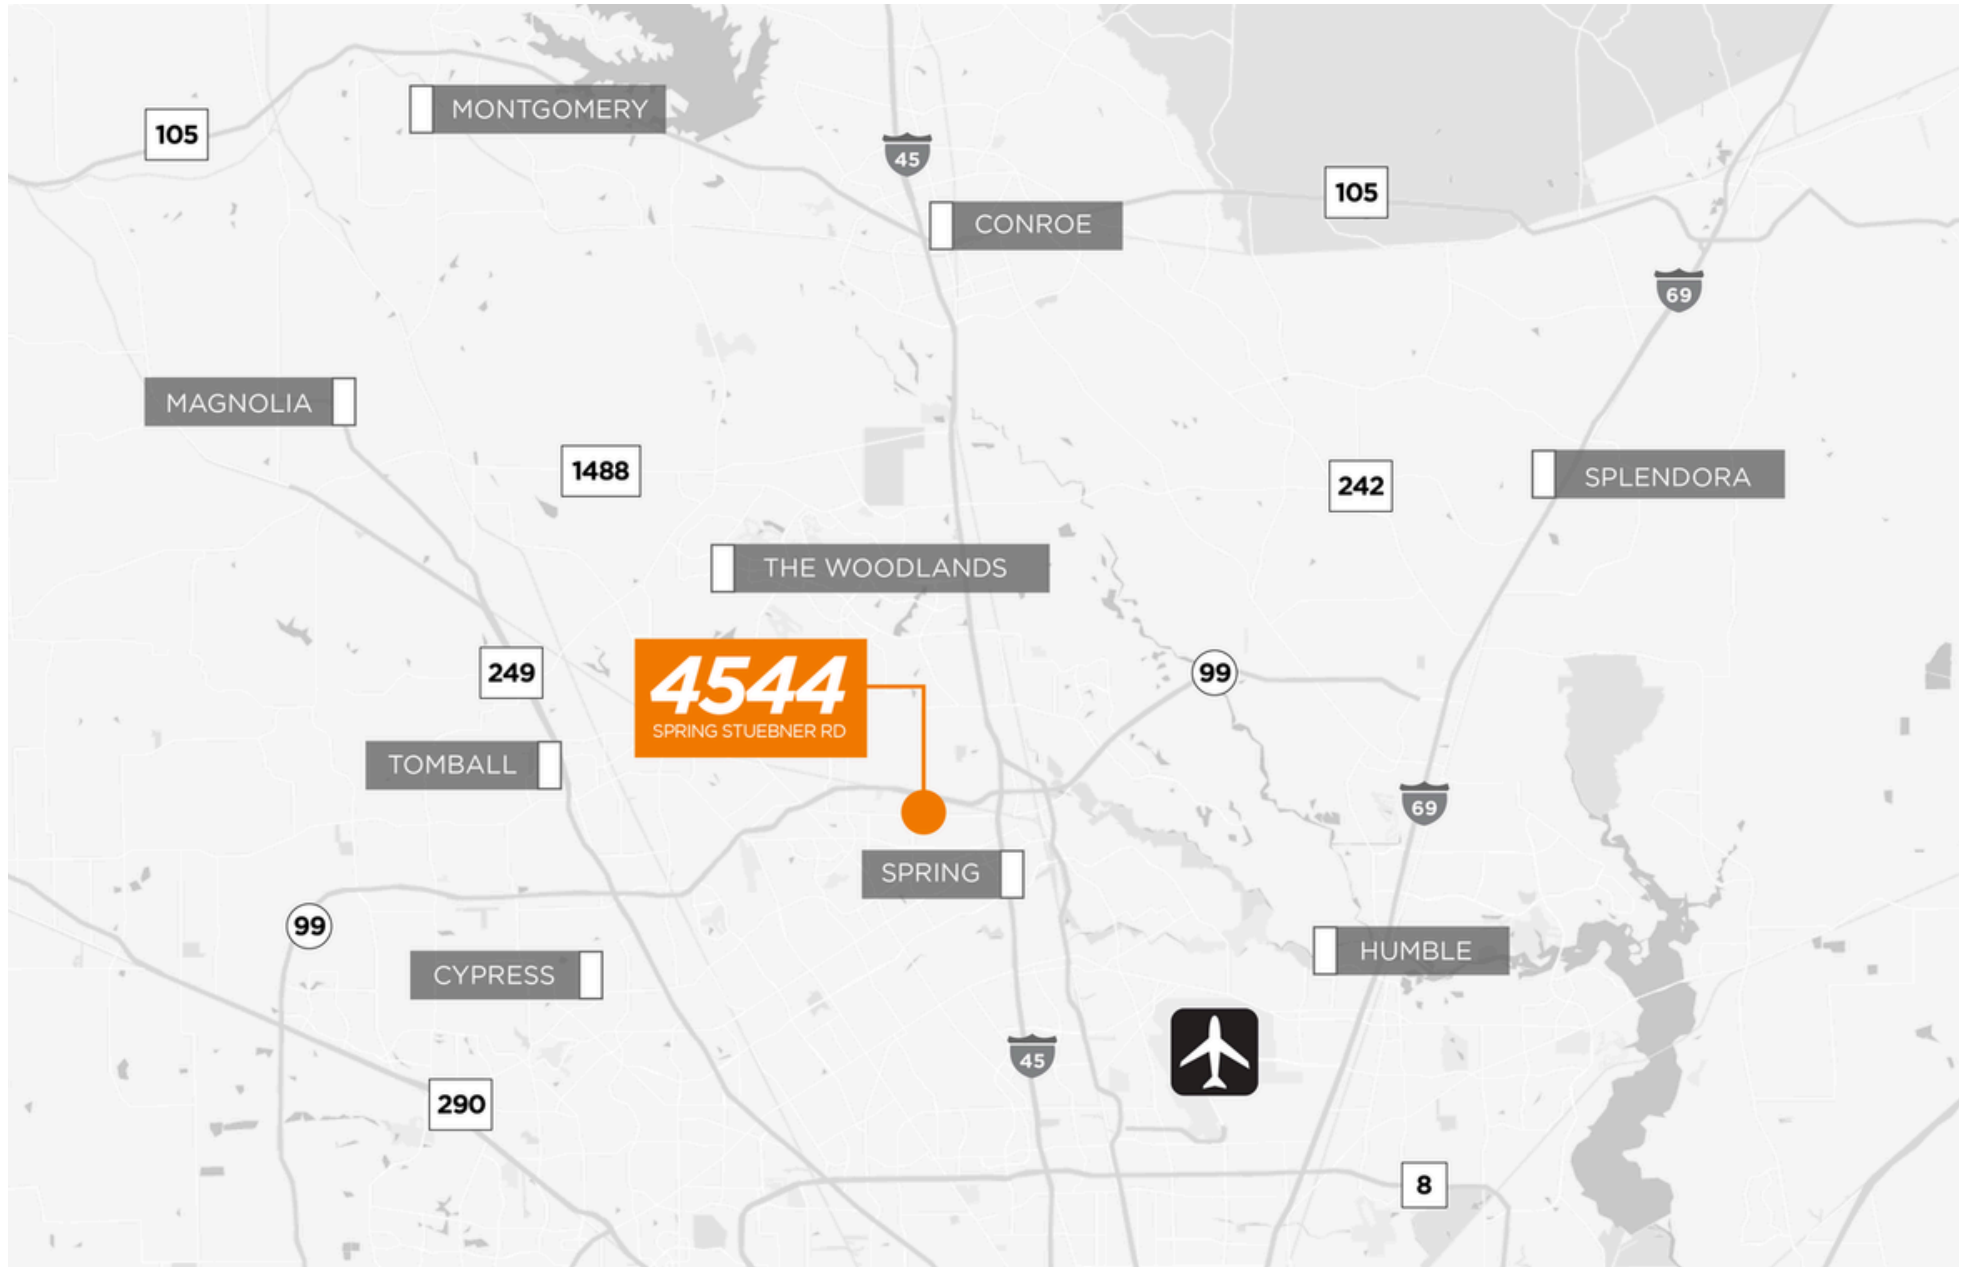 MONTGOMERY
105
45
105
CONROE
69
MAGNOLIA
1488
242
SPLENDORA
THE WOODLANDS
249
4544
SPRING STUEBNER RD
99
TOMBALL
69
SPRING
99
HUMBLE
CYPRESS
45
290
8